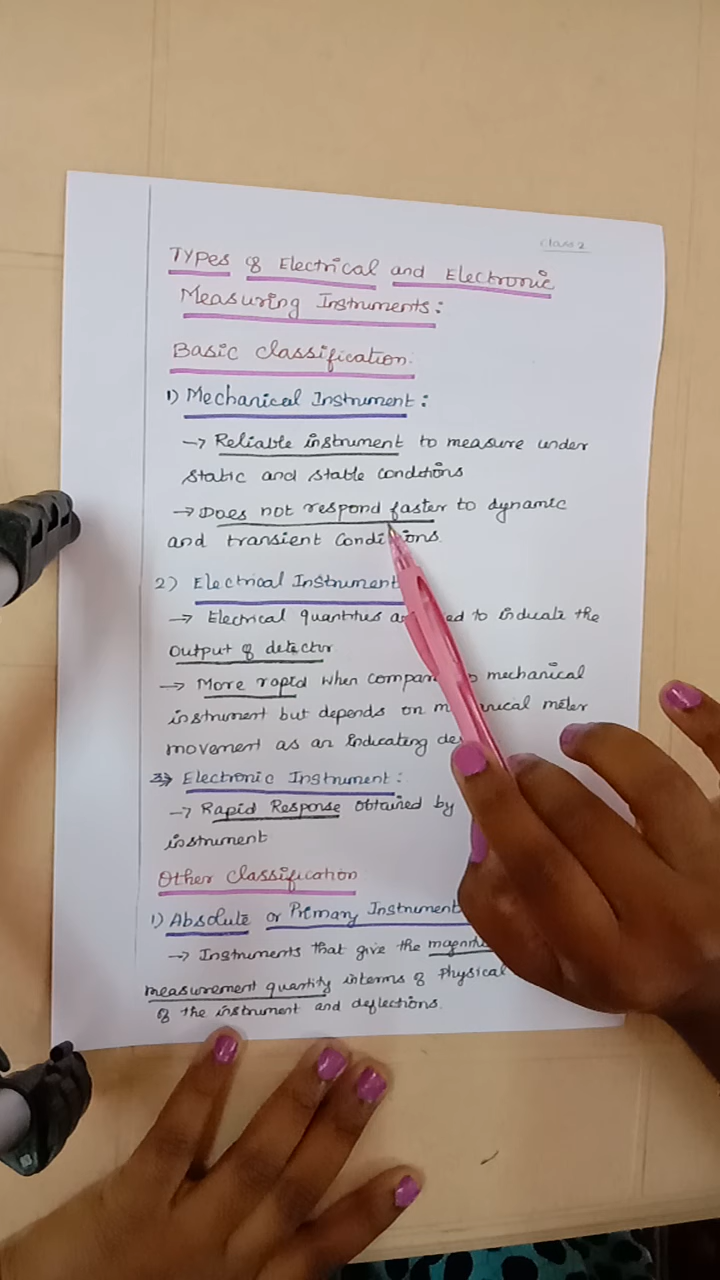 Class 2
Types of Electrical and Electronic
Measuring Instruments:
Basic classification.
1) Mechanical Instrument:
→ Reliable instrument to measure under
static and stable conditions
→ Does not respond faster to dynamic
and transient conditions.
2) Electrical Instrument
→ Electrical quantities to indicate the
output of detector.
→ More rapid when mechanical
instrument but depends on meter
movement as an indicating
3) Electronic Instrument:
→ Rapid Response obtained by
instrument
Other classification
1) Absolute or Primary Instrument
→ Instruments that give the
measurement quantity interms of physical
of the instrument and deflections.